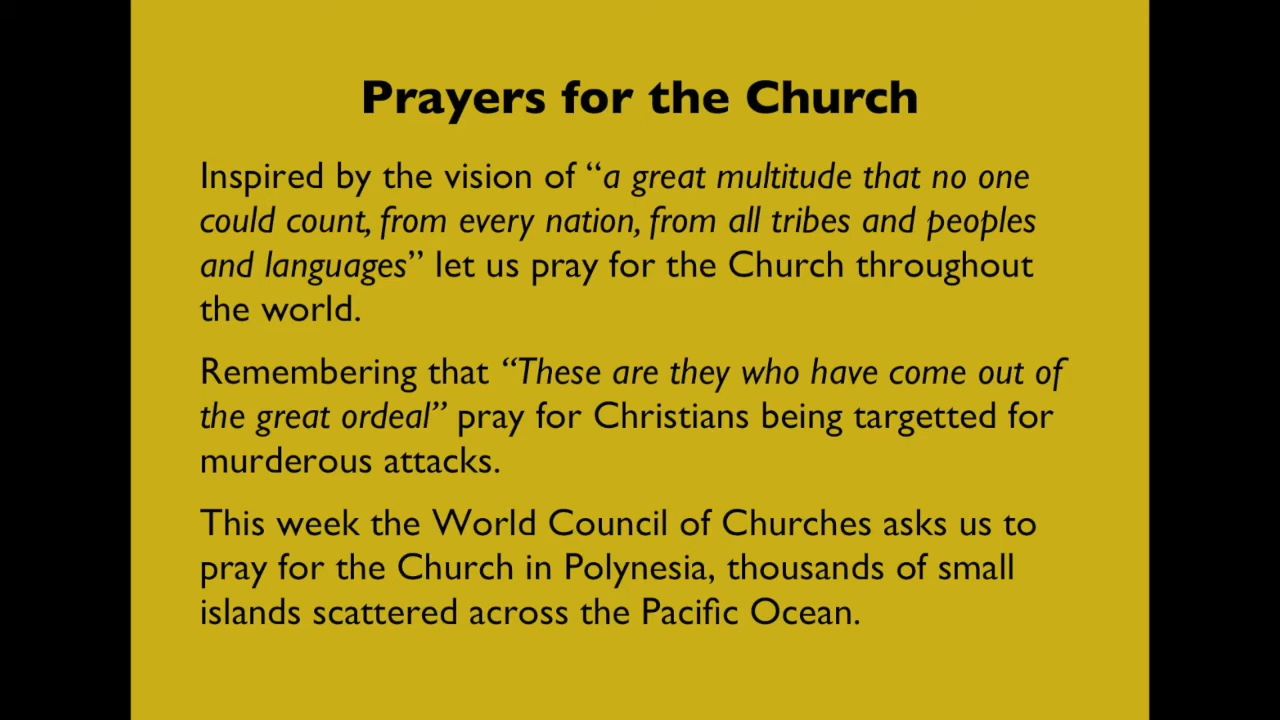 Prayers for the Church
Inspired by the vision of “a great multitude that no one
could count, from every nation, from all tribes and peoples
and languages” let us pray for the Church throughout
the world.
Remembering that “These are they who have come out of
the great ordeal” pray for Christians being targetted for
murderous attacks.
This week the World Council of Churches asks us to
pray for the Church in Polynesia, thousands of small
islands scattered across the Pacific Ocean.